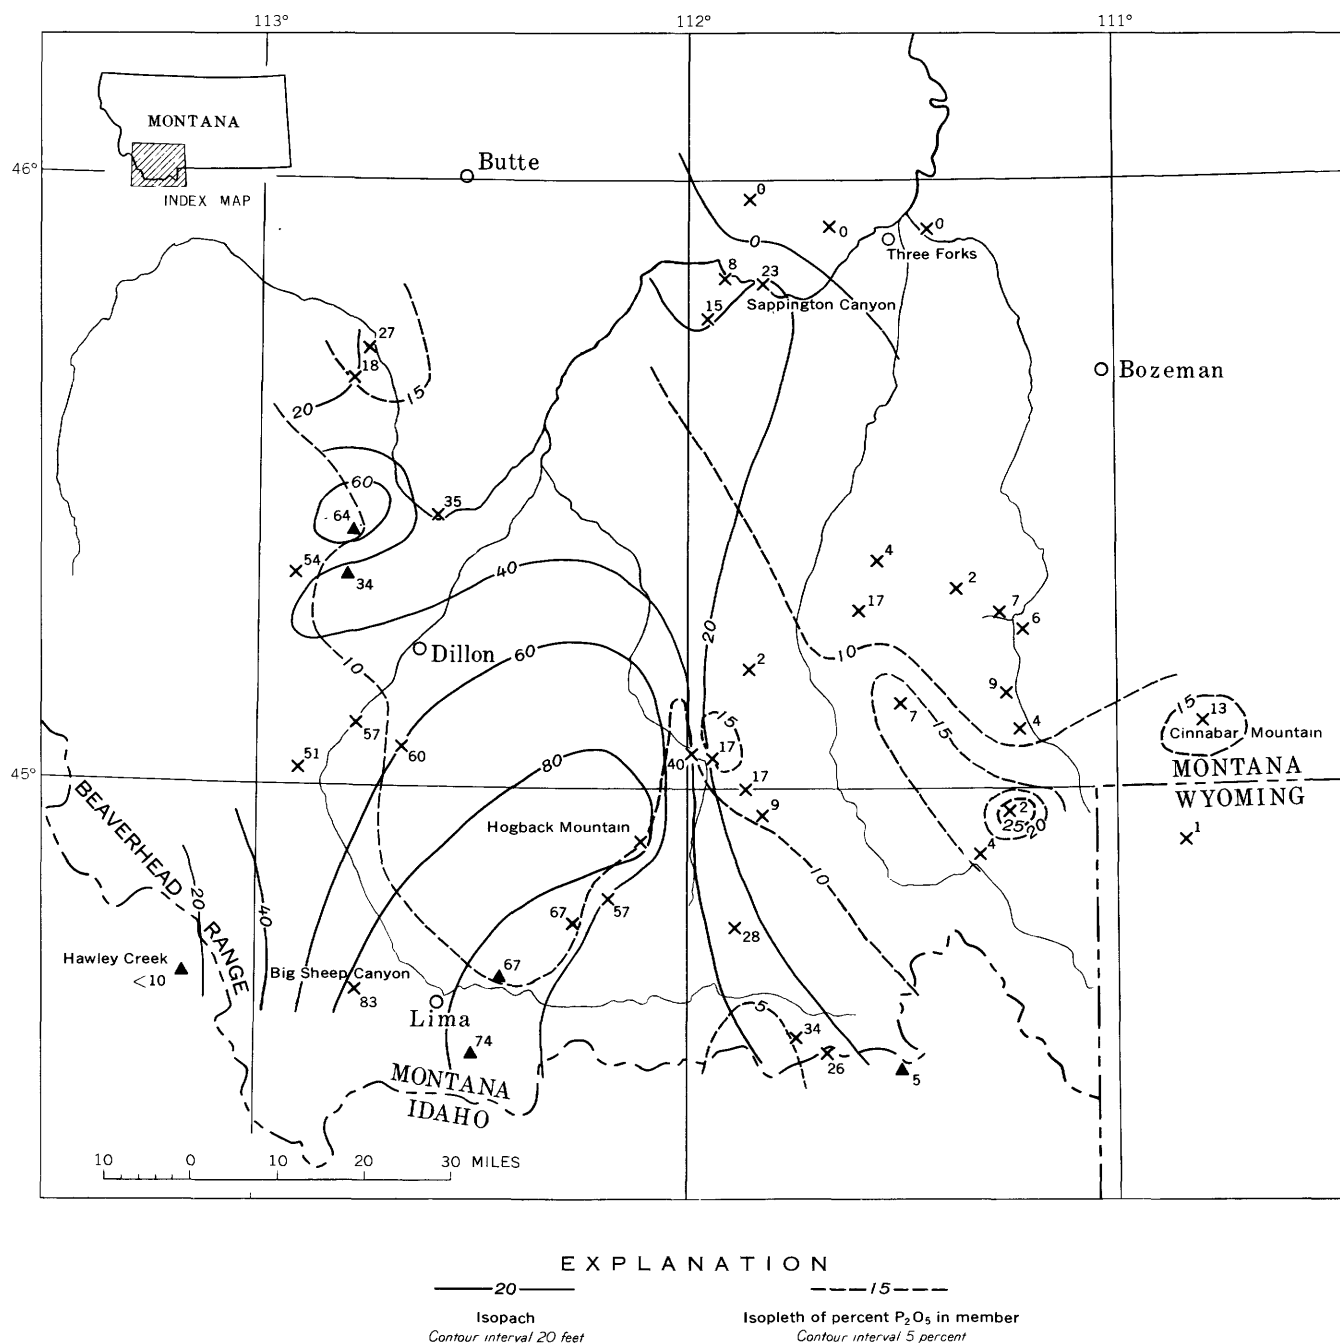 113° 112° 111°
MONTANA
46°
Butte
INDEX MAP
0
0
0
0
Three Forks
8 23
Sappington Canyon
15
27
18
15
20
Bozeman
60
64
35
54
34
40
4
2
17
7
6
20
Dillon
10
60
10
2
9
7
15
4
15
13
Cinnabar Mountain
57
60
51
15
17
40
45°
80
17
MONTANA
WYOMING
BEAVERHEAD RANGE
Hogback Mountain
9
2
25
20
4
1
10
20
40
67
57
28
Hawley Creek
<10
Big Sheep Canyon
83
67
Lima
5
34
26
5
74
MONTANA
IDAHO
10 0 10 20 30 MILES
EXPLANATION
20 15
Isopach
Contour interval 20 feet
Isopleth of percent P₂O₅ in member
Contour interval 5 percent